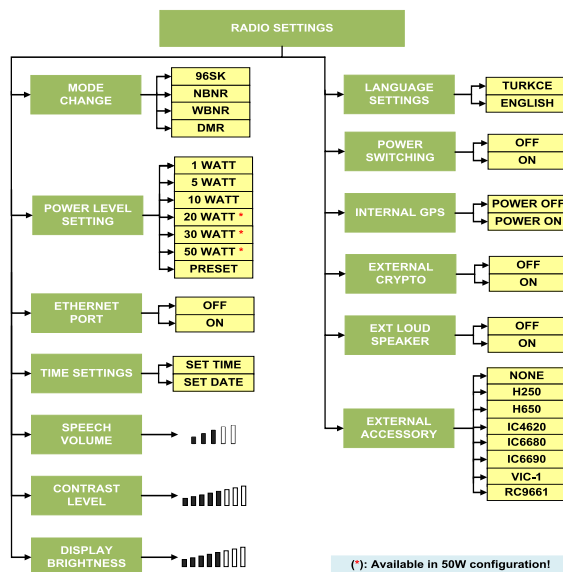 RADIO SETTINGS
MODE
CHANGE
96SK
NBNR
WBNR
DMR
POWER LEVEL
SETTING
1 WATT
5 WATT
10 WATT
20 WATT *
30 WATT *
50 WATT *
PRESET
ETHERNET
PORT
OFF
ON
TIME SETTINGS
SET TIME
SET DATE
SPEECH
VOLUME
CONTRAST
LEVEL
DISPLAY
BRIGHTNESS
LANGUAGE
SETTINGS
TURKCE
ENGLISH
POWER
SWITCHING
OFF
ON
INTERNAL GPS
POWER OFF
POWER ON
EXTERNAL
CRYPTO
OFF
ON
EXT LOUD
SPEAKER
OFF
ON
EXTERNAL
ACCESSORY
NONE
H250
H650
IC4620
IC6680
IC6690
VIC-1
RC9661
(*): Available in 50W configuration!